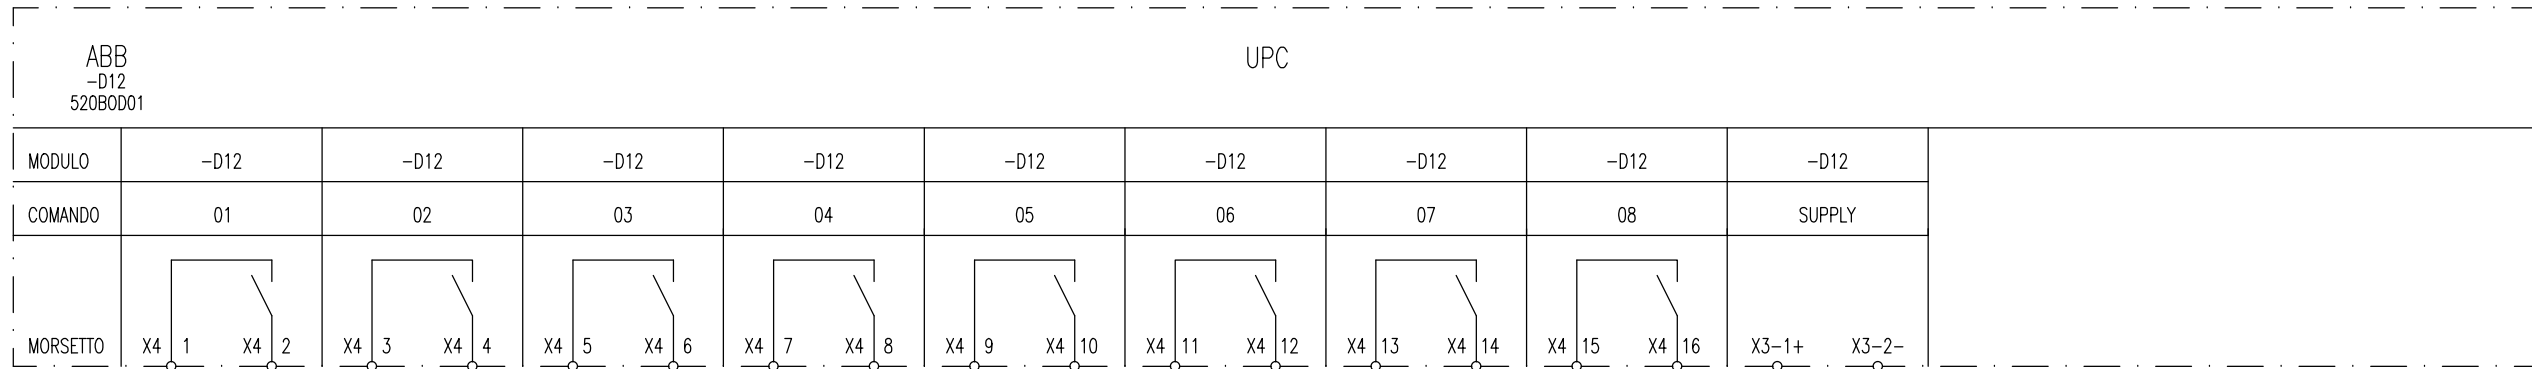 ABB
-D12
520BOD01
UPC
MODULO -D12 -D12 -D12 -D12 -D12 -D12 -D12 -D12 -D12
COMANDO 01 02 03 04 05 06 07 08 SUPPLY
MORSETTO X4 1 X4 2 X4 3 X4 4 X4 5 X4 6 X4 7 X4 8 X4 9 X4 10 X4 11 X4 12 X4 13 X4 14 X4 15 X4 16 X3-1+ X3-2-